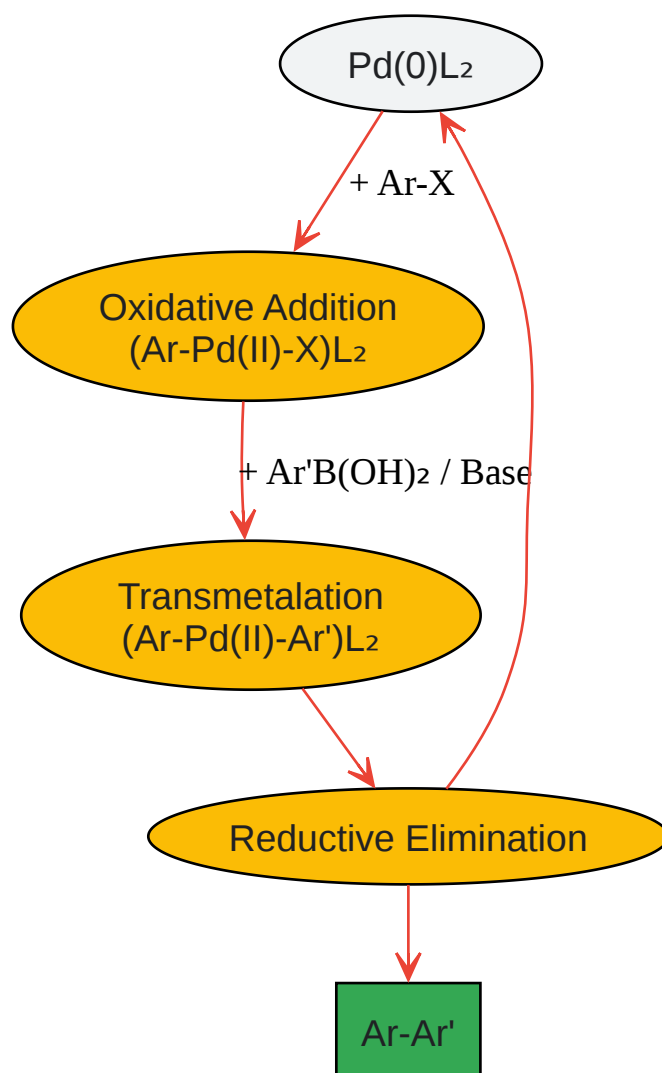 Pd(0)L₂
+ Ar-X
Oxidative Addition
(Ar-Pd(II)-X)L₂
+ Ar'B(OH)₂ / Base
Transmetalation
(Ar-Pd(II)-Ar')L₂
Reductive Elimination
Ar-Ar'